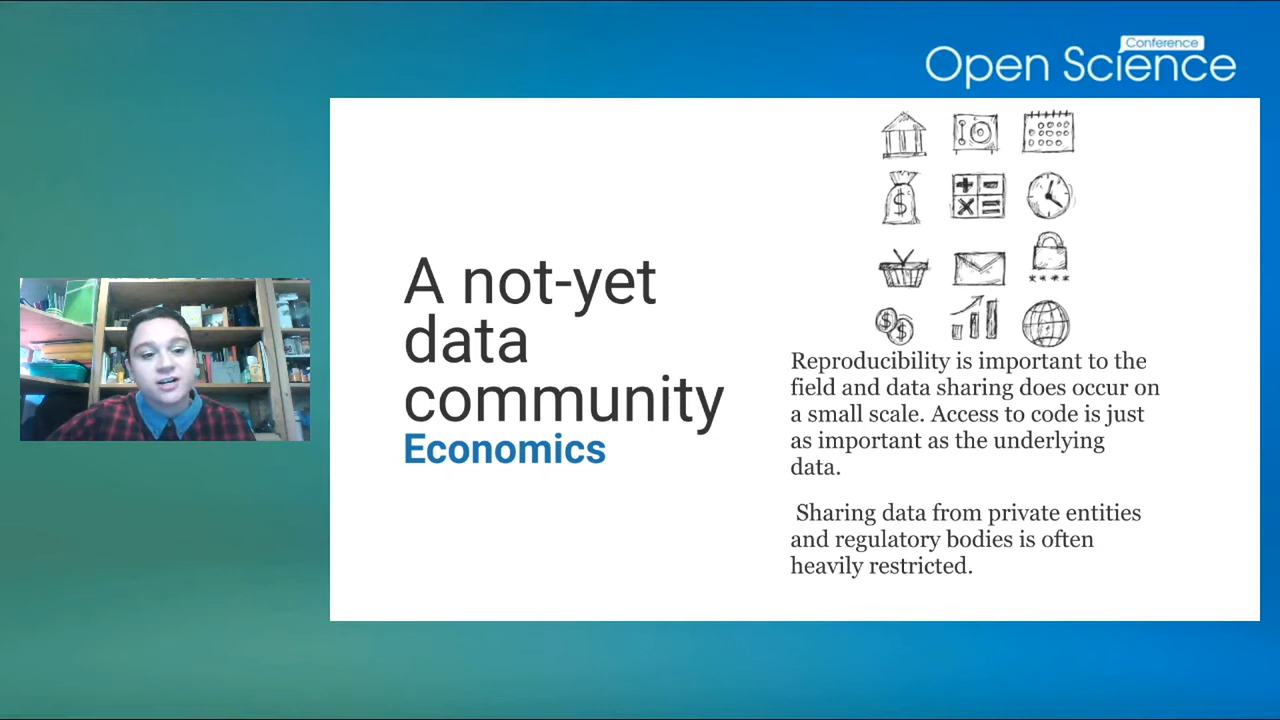 Conference
Open Science
A not-yet
data
community
Economics
Reproducibility is important to the
field and data sharing does occur on
a small scale. Access to code is just
as important as the underlying
data.
Sharing data from private entities
and regulatory bodies is often
heavily restricted.